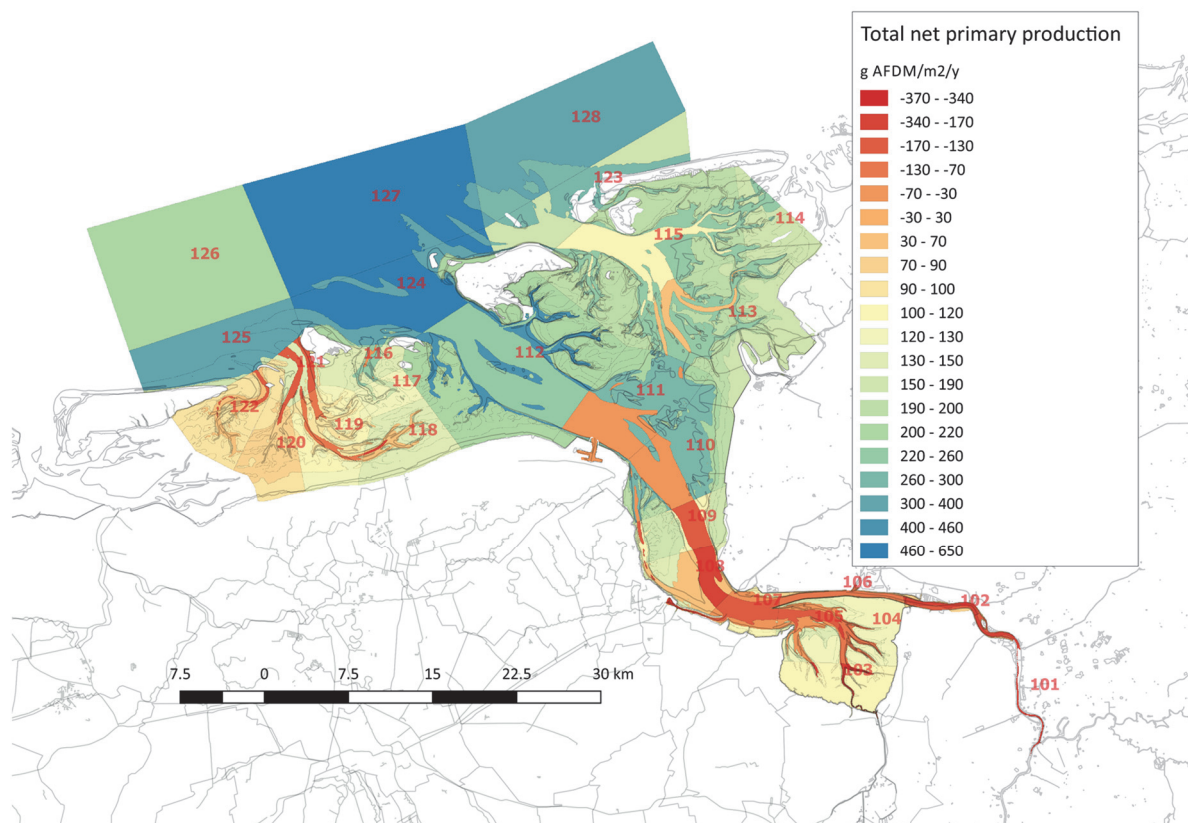 Total net primary production
g AFDM/m2/y
-370 - -340
-340 - -170
-170 - -130
-130 - -70
-70 - -30
-30 - 30
30 - 70
70 - 90
90 - 100
100 - 120
120 - 130
130 - 150
150 - 190
190 - 200
200 - 220
220 - 260
260 - 300
300 - 400
400 - 460
460 - 650
128
123
127
114
115
126
124
113
125
121
116
112
117
111
122
119
118
120
110
109
108
106
107
102
105
104
103
101
7.5 0 7.5 15 22.5 30 km